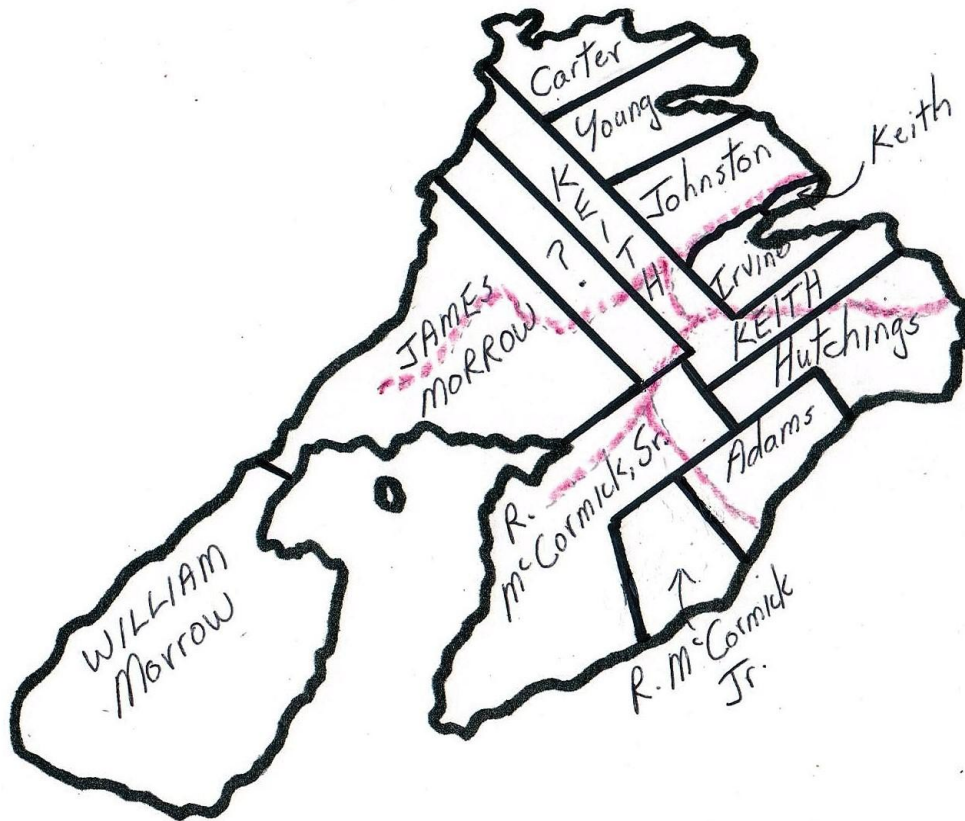 Carter
Young
Keith
Johnston
KEITH
?
Irvine
JAMES
MORROW
KEITH
Hutchings
Adams
R.
McCormick, Sr.
WILLIAM
Morrow
R. McCormick
Jr.